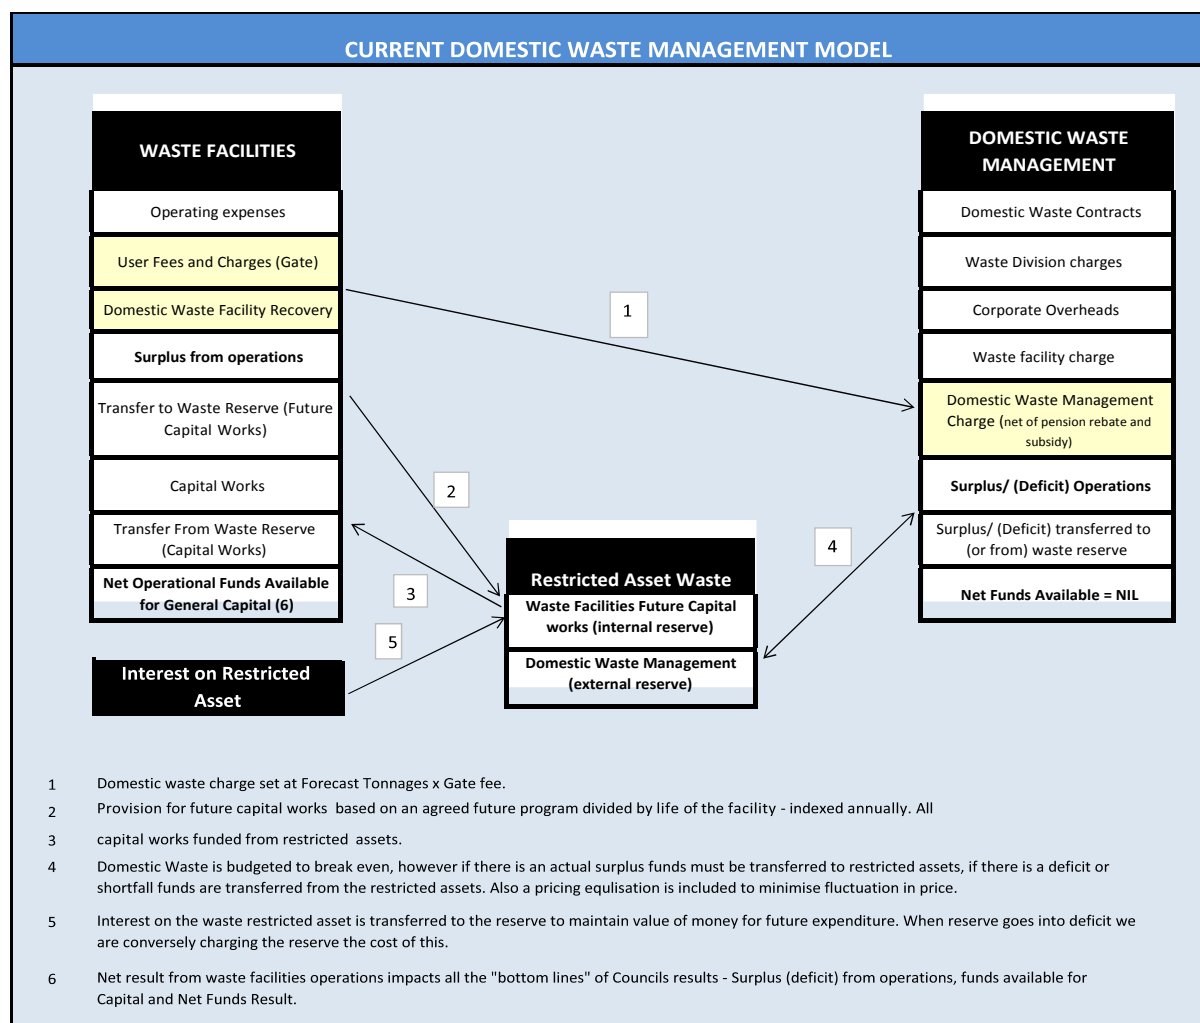 CURRENT DOMESTIC WASTE MANAGEMENT MODEL
WASTE FACILITIES
Operating expenses
User Fees and Charges (Gate)
Domestic Waste Facility Recovery
Surplus from operations
Transfer to Waste Reserve (Future
Capital Works)
Capital Works
Transfer From Waste Reserve
(Capital Works)
Net Operational Funds Available
for General Capital (6)
Interest on Restricted
Asset
1
2
3
5
4
Restricted Asset Waste
Waste Facilities Future Capital
works (internal reserve)
Domestic Waste Management
(external reserve)
DOMESTIC WASTE
MANAGEMENT
Domestic Waste Contracts
Waste Division charges
Corporate Overheads
Waste facility charge
Domestic Waste Management
Charge (net of pension rebate and
subsidy)
Surplus/ (Deficit) Operations
Surplus/ (Deficit) transferred to
(or from) waste reserve
Net Funds Available = NIL
1 Domestic waste charge set at Forecast Tonnages x Gate fee.
2 Provision for future capital works based on an agreed future program divided by life of the facility - indexed annually. All
3 capital works funded from restricted assets.
4 Domestic Waste is budgeted to break even, however if there is an actual surplus funds must be transferred to restricted assets, if there is a deficit or
shortfall funds are transferred from the restricted assets. Also a pricing equlisation is included to minimise fluctuation in price.
5 Interest on the waste restricted asset is transferred to the reserve to maintain value of money for future expenditure. When reserve goes into deficit we
are conversely charging the reserve the cost of this.
6 Net result from waste facilities operations impacts all the "bottom lines" of Councils results - Surplus (deficit) from operations, funds available for
Capital and Net Funds Result.